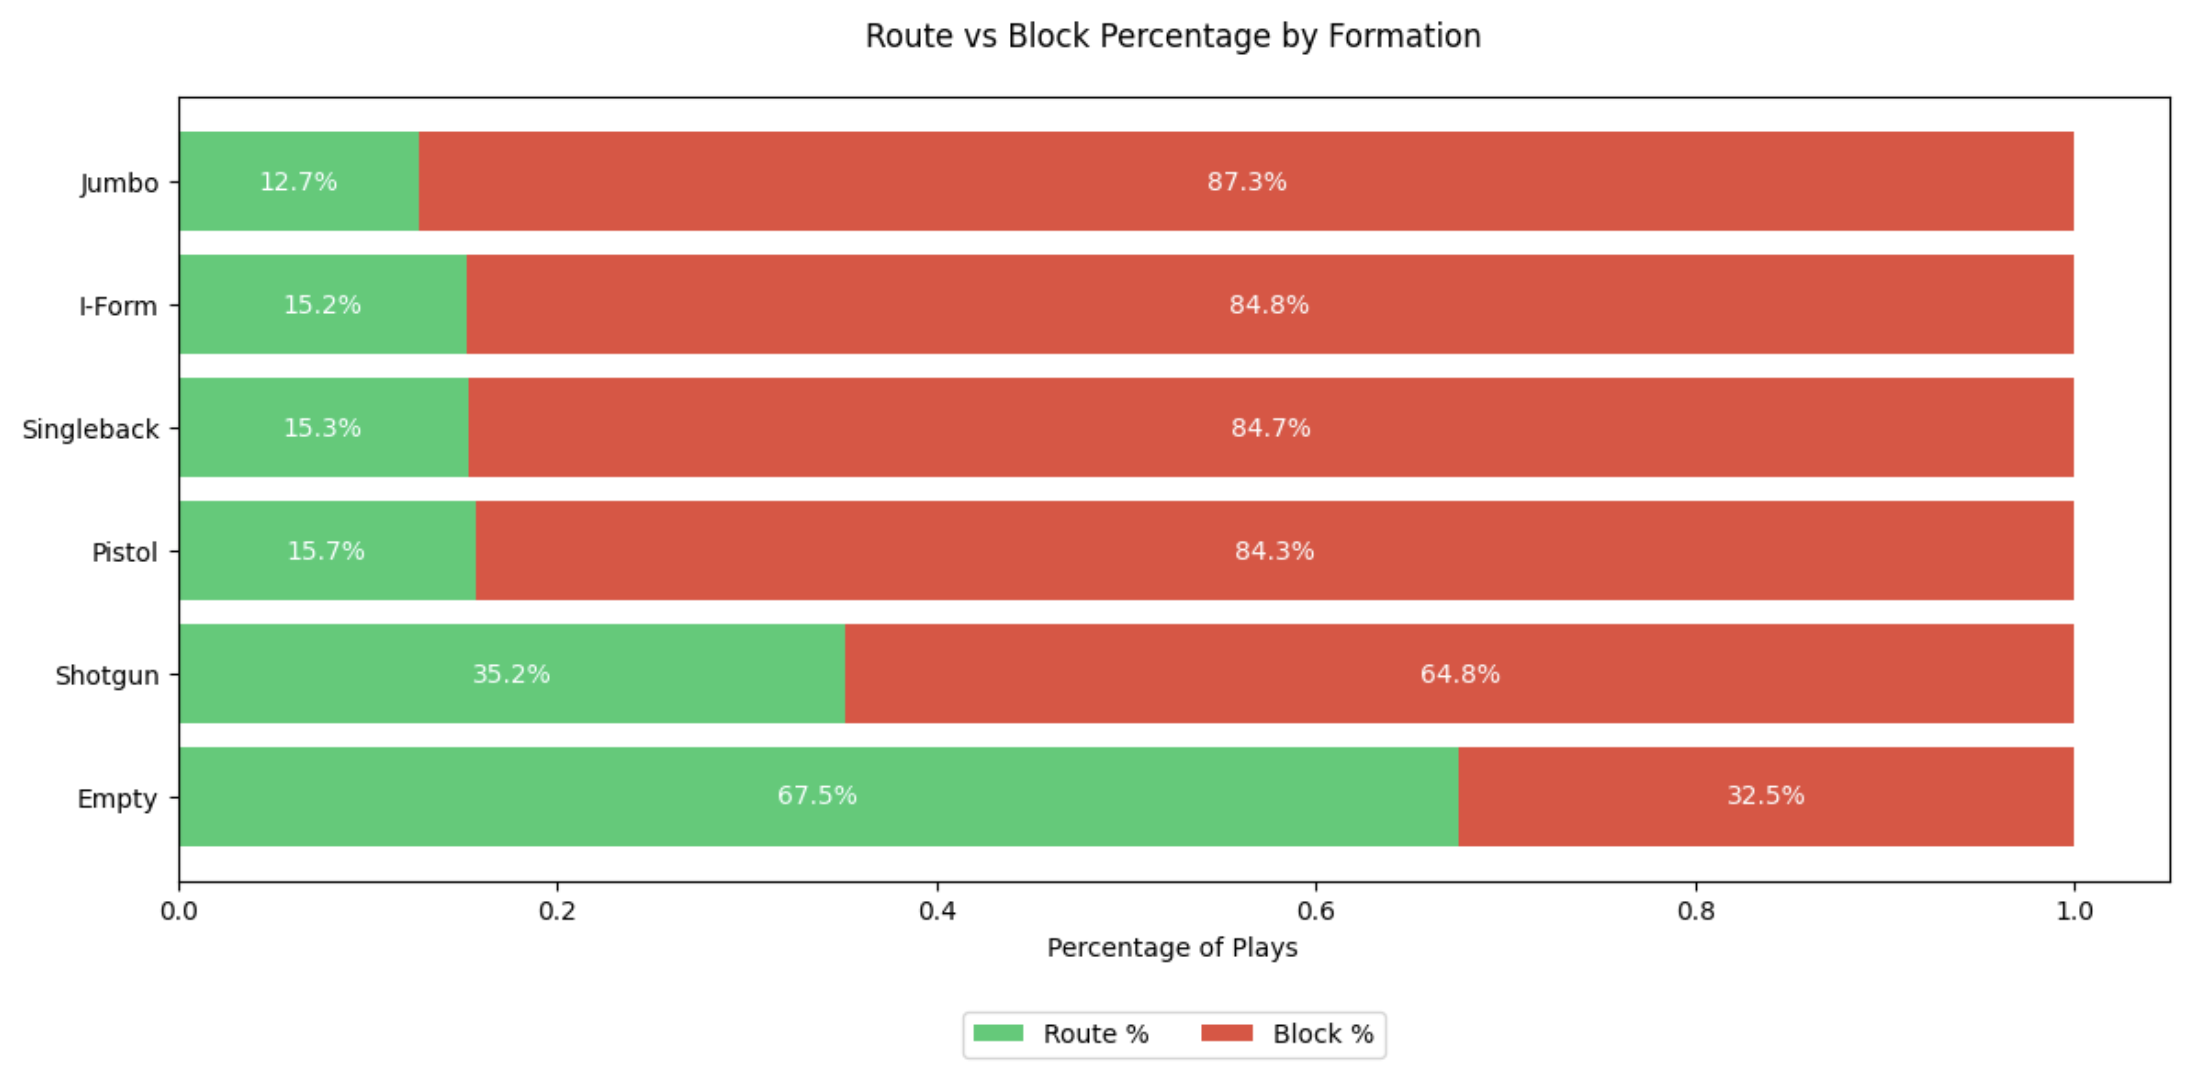 Route vs Block Percentage by Formation
Jumbo 12.7% 87.3%
I-Form 15.2% 84.8%
Singleback 15.3% 84.7%
Pistol 15.7% 84.3%
Shotgun 35.2% 64.8%
Empty 67.5% 32.5%
0.0 0.2 0.4 0.6 0.8 1.0
Percentage of Plays
Route % Block %